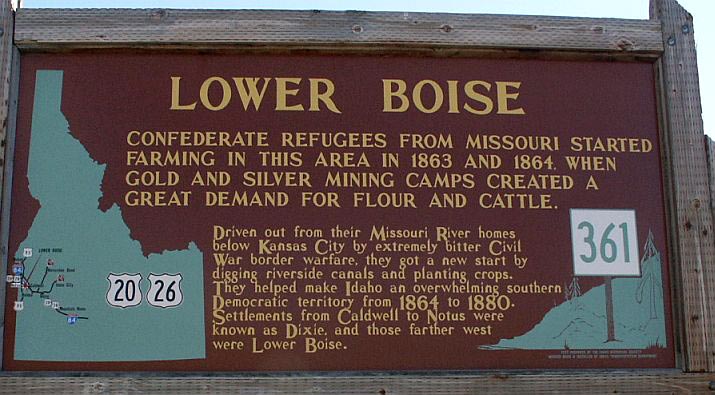 LOWER BOISE
CONFEDERATE REFUGEES FROM MISSOURI STARTED
FARMING IN THIS AREA IN 1863 AND 1864, WHEN
GOLD AND SILVER MINING CAMPS CREATED A
GREAT DEMAND FOR FLOUR AND CATTLE.
Driven out from their Missouri River homes
below Kansas City by extremely bitter Civil
War border warfare, they got a new start by
digging riverside canals and planting crops.
They helped make Idaho an overwhelming southern
Democratic territory from 1864 to 1880.
Settlements from Caldwell to Notus were
known as Dixie, and those farther west
were Lower Boise.
361
LOWER BOISE
20 26